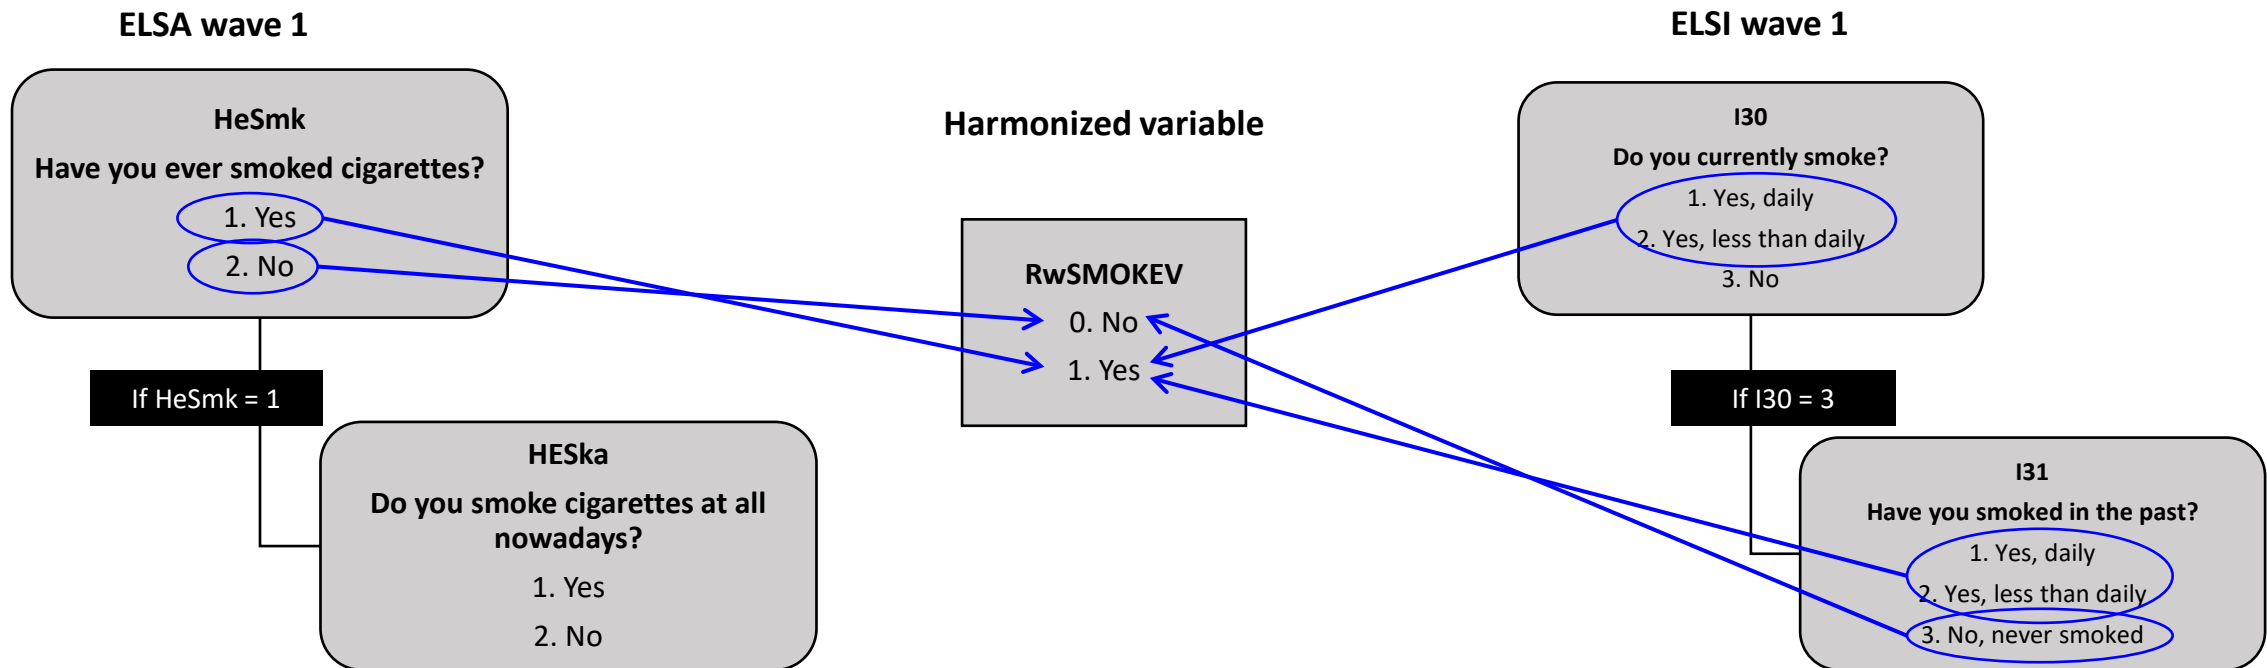 ELSA wave 1
HeSmk
Have you ever smoked cigarettes?
1. Yes
2. No
If HeSmk = 1
HESka
Do you smoke cigarettes at all
nowadays?
1. Yes
2. No
Harmonized variable
RwSMOKEV
0. No
1. Yes
ELSI wave 1
I30
Do you currently smoke?
1. Yes, daily
2. Yes, less than daily
3. No
If I30 = 3
I31
Have you smoked in the past?
1. Yes, daily
2. Yes, less than daily
3. No, never smoked